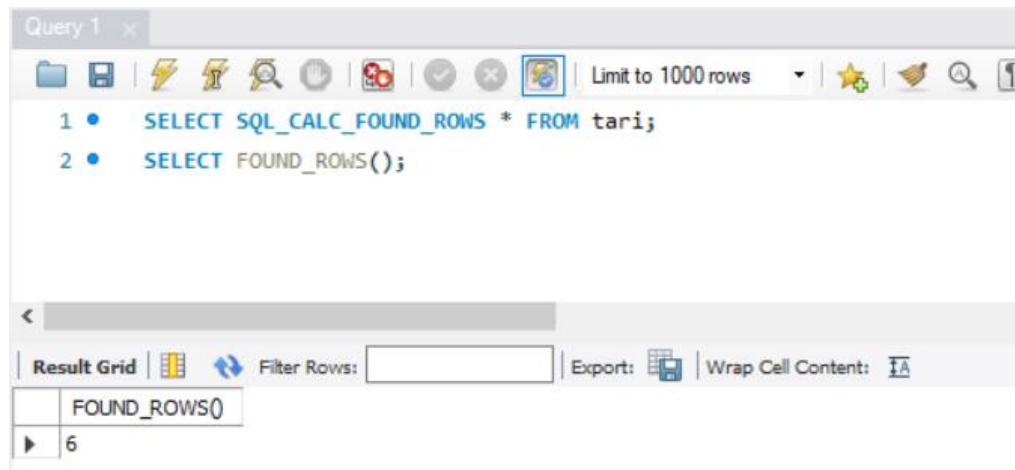 Query 1
Limit to 1000 rows
1 SELECT SQL_CALC_FOUND_ROWS * FROM tari;
2 SELECT FOUND_ROWS();
Result Grid Filter Rows: Export: Wrap Cell Content:
FOUND_ROWS()
6